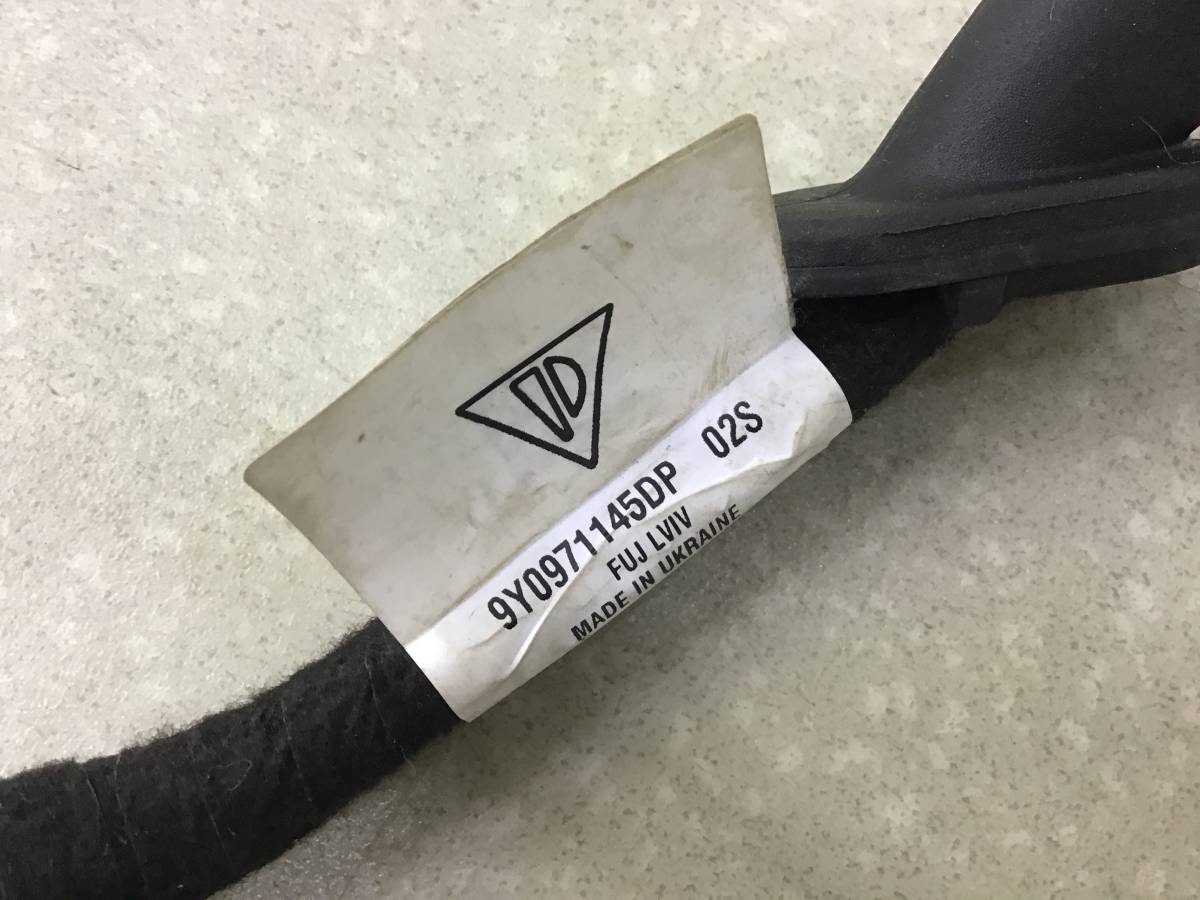 9Y0971145DP 02S
FUJ LVIV
MADE IN UKRAINE